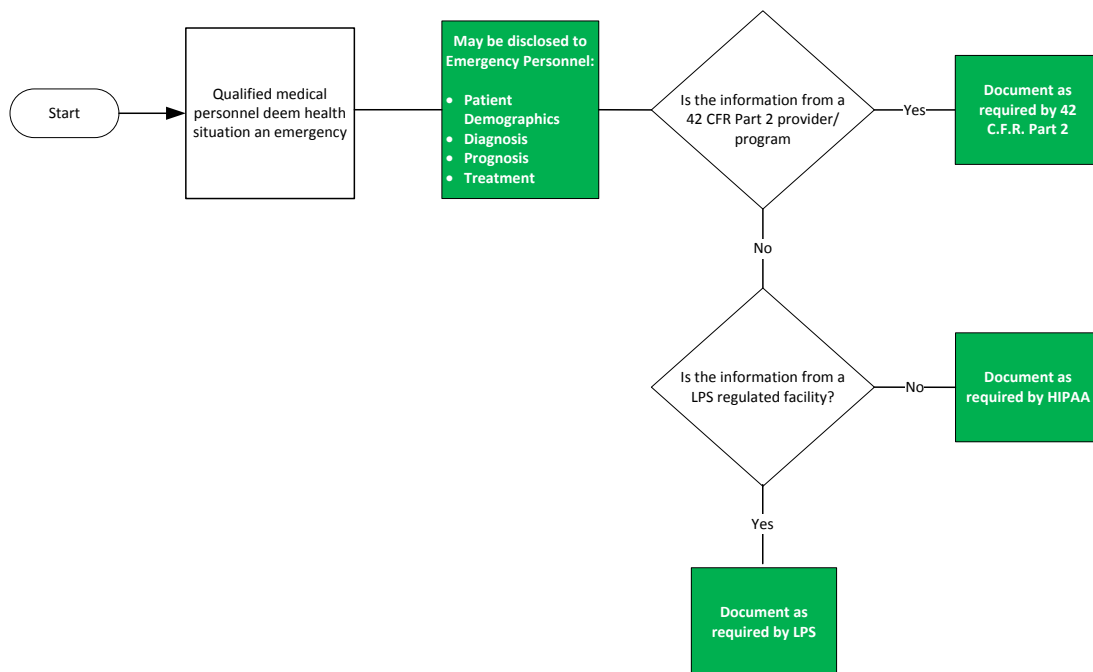 Start
Qualified medical
personnel deem health
situation an emergency
May be disclosed to
Emergency Personnel:
• Patient
Demographics
• Diagnosis
• Prognosis
• Treatment
Is the information from a
42 CFR Part 2 provider/
program
Yes
Document as
required by 42
C.F.R. Part 2
No
Is the information from a
LPS regulated facility?
No
Document as
required by HIPAA
Yes
Document as
required by LPS